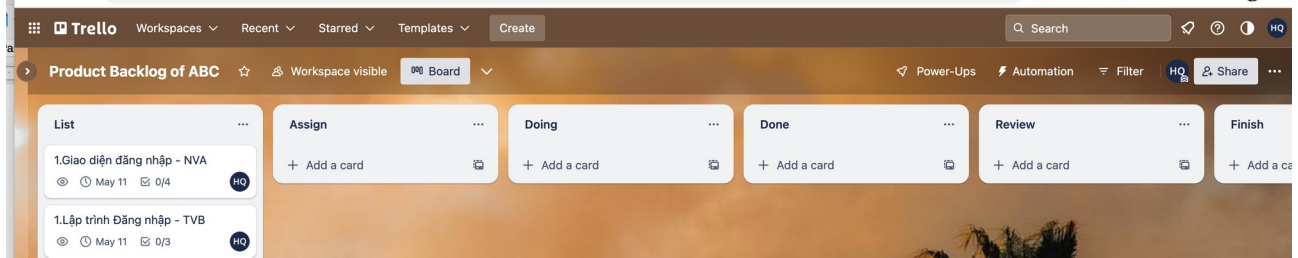 Trello Workspaces Recent Starred Templates Create Search HQ
Product Backlog of ABC Workspace visible Board Power-Ups Automation Filter HQ Share
List Assign Doing Done Review Finish
1.Giao diện đăng nhập - NVA
+ Add a card + Add a card + Add a card + Add a card + Add a ca
May 11 0/4 HQ
1.Lập trình Đăng nhập - TVB
May 11 0/3 HQ